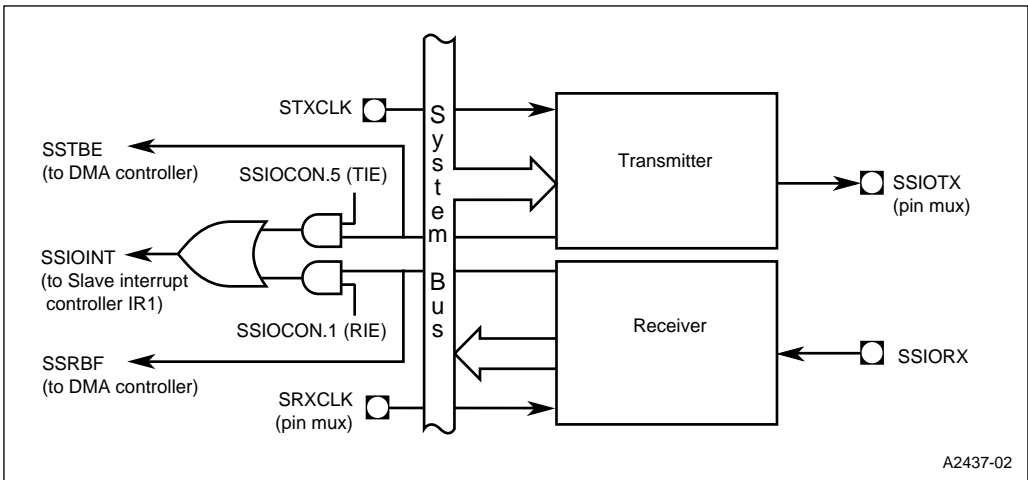 STXCLK
SSTBE
(to DMA controller)
SSIOCON.5 (TIE)
SSIOINT
(to Slave interrupt
controller IR1)
SSIOCON.1 (RIE)
SSRBF
(to DMA controller)
SRXCLK
(pin mux)
System Bus
Transmitter
SSIOTX
(pin mux)
Receiver
SSIORX
A2437-02